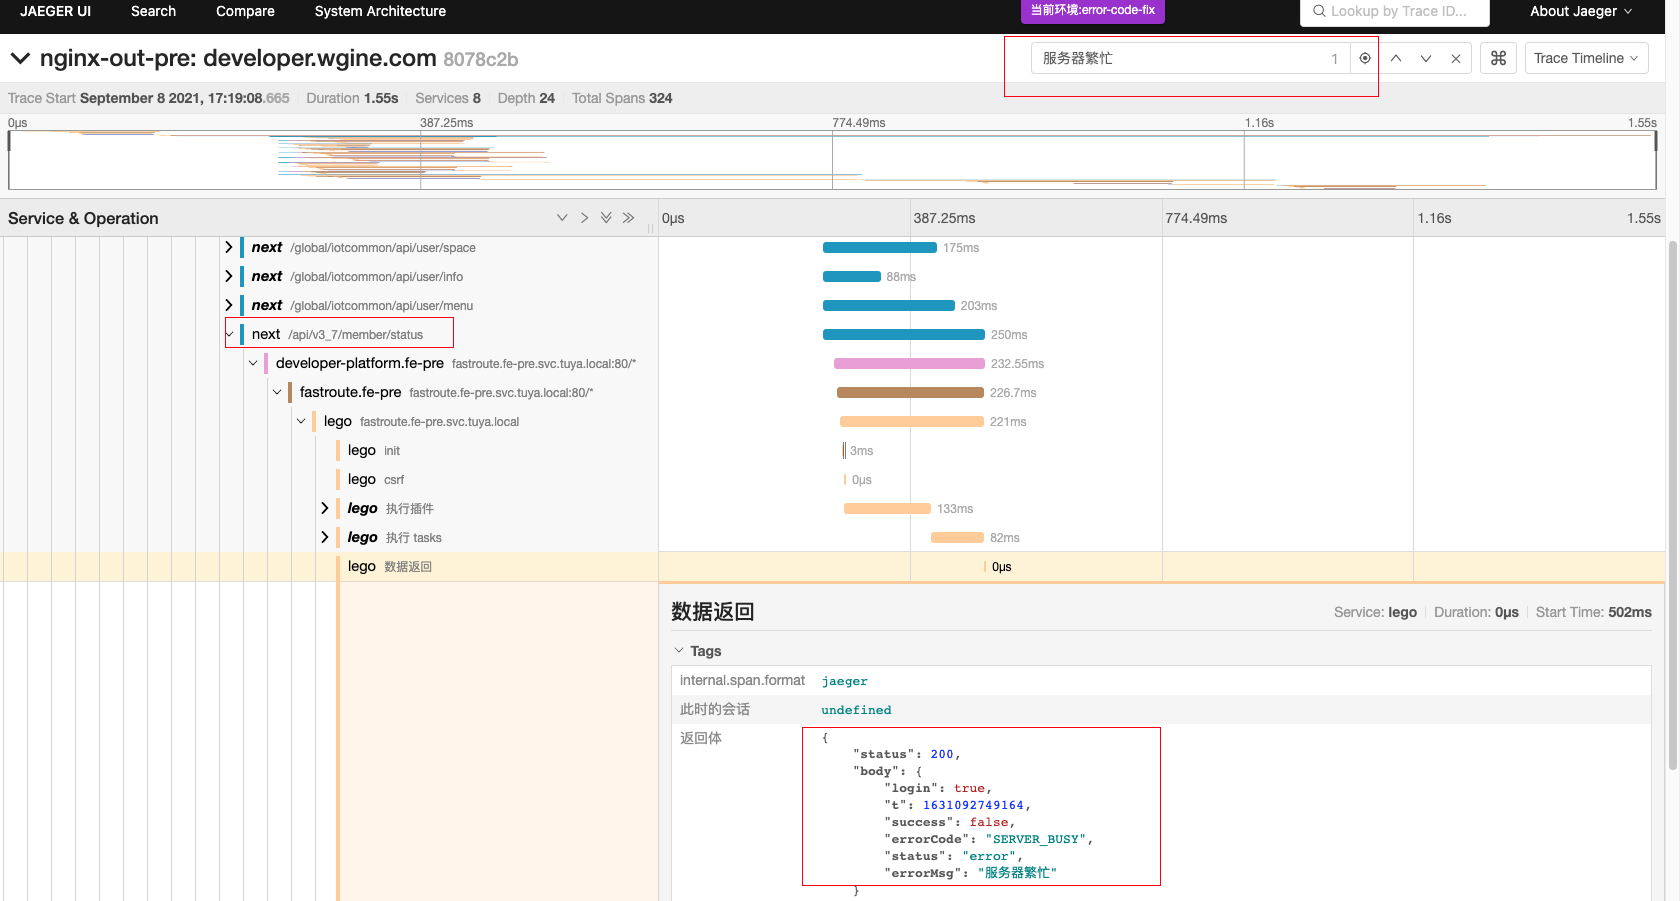 JAEGER UI Search Compare System Architecture 当前环境:error-code-fix Lookup by Trace ID... About Jaeger
nginx-out-pre: developer.wgine.com 8078c2b 服务器繁忙 1 Trace Timeline
Trace Start September 8 2021, 17:19:08.665 Duration 1.55s Services 8 Depth 24 Total Spans 324
0μs 387.25ms 774.49ms 1.16s 1.55s
Service & Operation 0μs 387.25ms 774.49ms 1.16s 1.55s
next /global/iotcommon/api/user/space 175ms
next /global/iotcommon/api/user/info 88ms
next /global/iotcommon/api/user/menu 203ms
next /api/v3_7/member/status 250ms
developer-platform.fe-pre fastroute.fe-pre.svc.tuya.local:80/* 232.55ms
fastroute.fe-pre fastroute.fe-pre.svc.tuya.local:80/* 226.7ms
lego fastroute.fe-pre.svc.tuya.local 221ms
lego init 3ms
lego csrf 0μs
lego 执行插件 133ms
lego 执行 tasks 82ms
lego 数据返回 0μs
数据返回 Service: lego Duration: 0μs Start Time: 502ms
Tags
internal.span.format jaeger
此时的会话 undefined
返回体 {
"status": 200,
"body": {
"login": true,
"t": 1631092749164,
"success": false,
"errorCode": "SERVER_BUSY",
"status": "error",
"errorMsg": "服务器繁忙"
}